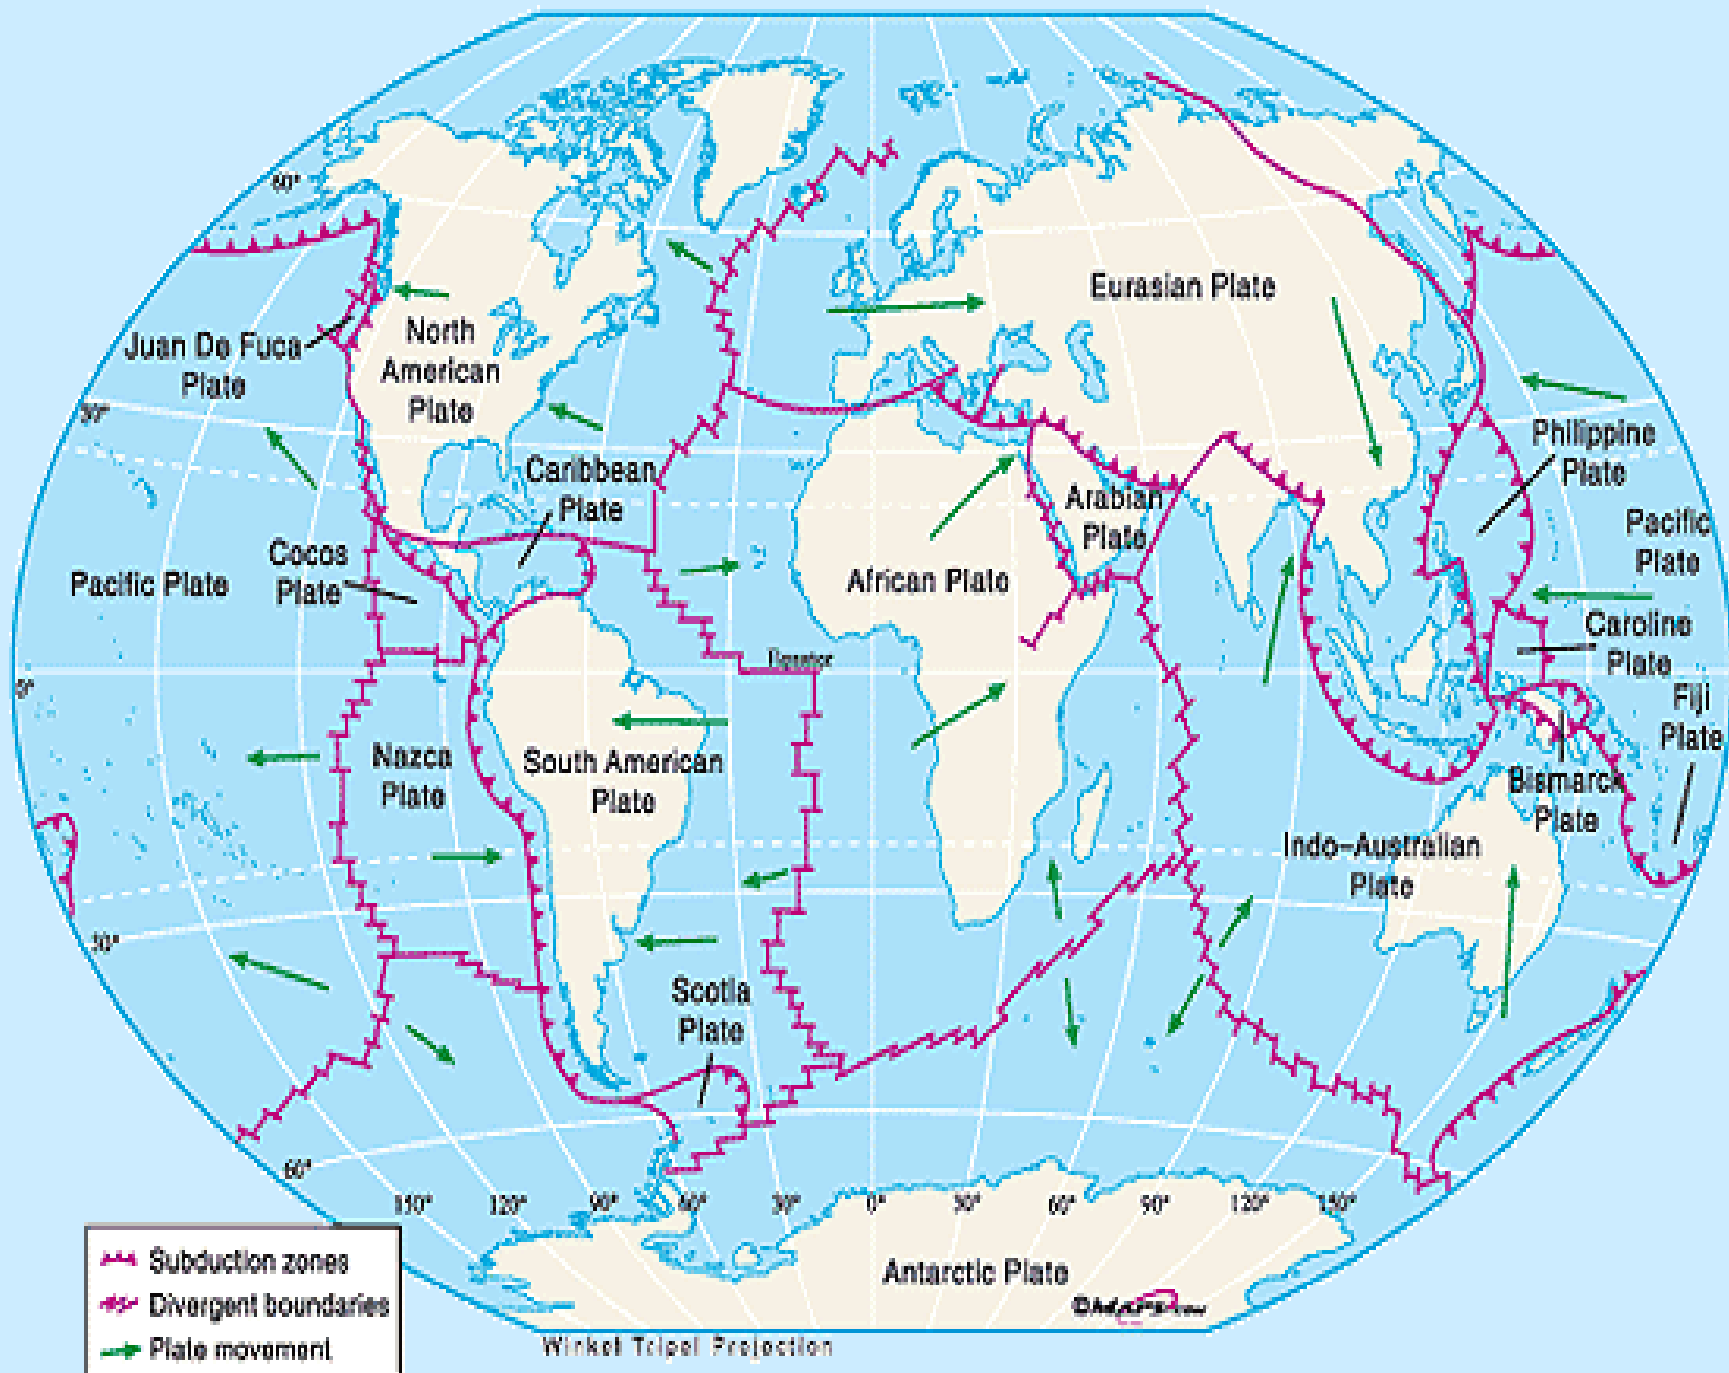 60°
Eurasian Plate
Juan De Fuca
Plate
North
American
Plate
30°
Philippine
Plate
Caribbean
Plate
Arabian
Plate
Pacific
Plate
Cocos
Plate
Pacific Plate
African Plate
Caroline
Plate
Equator
0°
Fiji
Plate
Nazca
Plate
South American
Plate
Bismarck
Plate
Indo-Australian
Plate
30°
Scotia
Plate
60°
150°
120°
90°
60°
30°
0°
30°
60°
90°
120°
150°
Antarctic Plate
©MAPS.COM
Subduction zones
Divergent boundaries
Plate movement
Winkel Tripel Projection